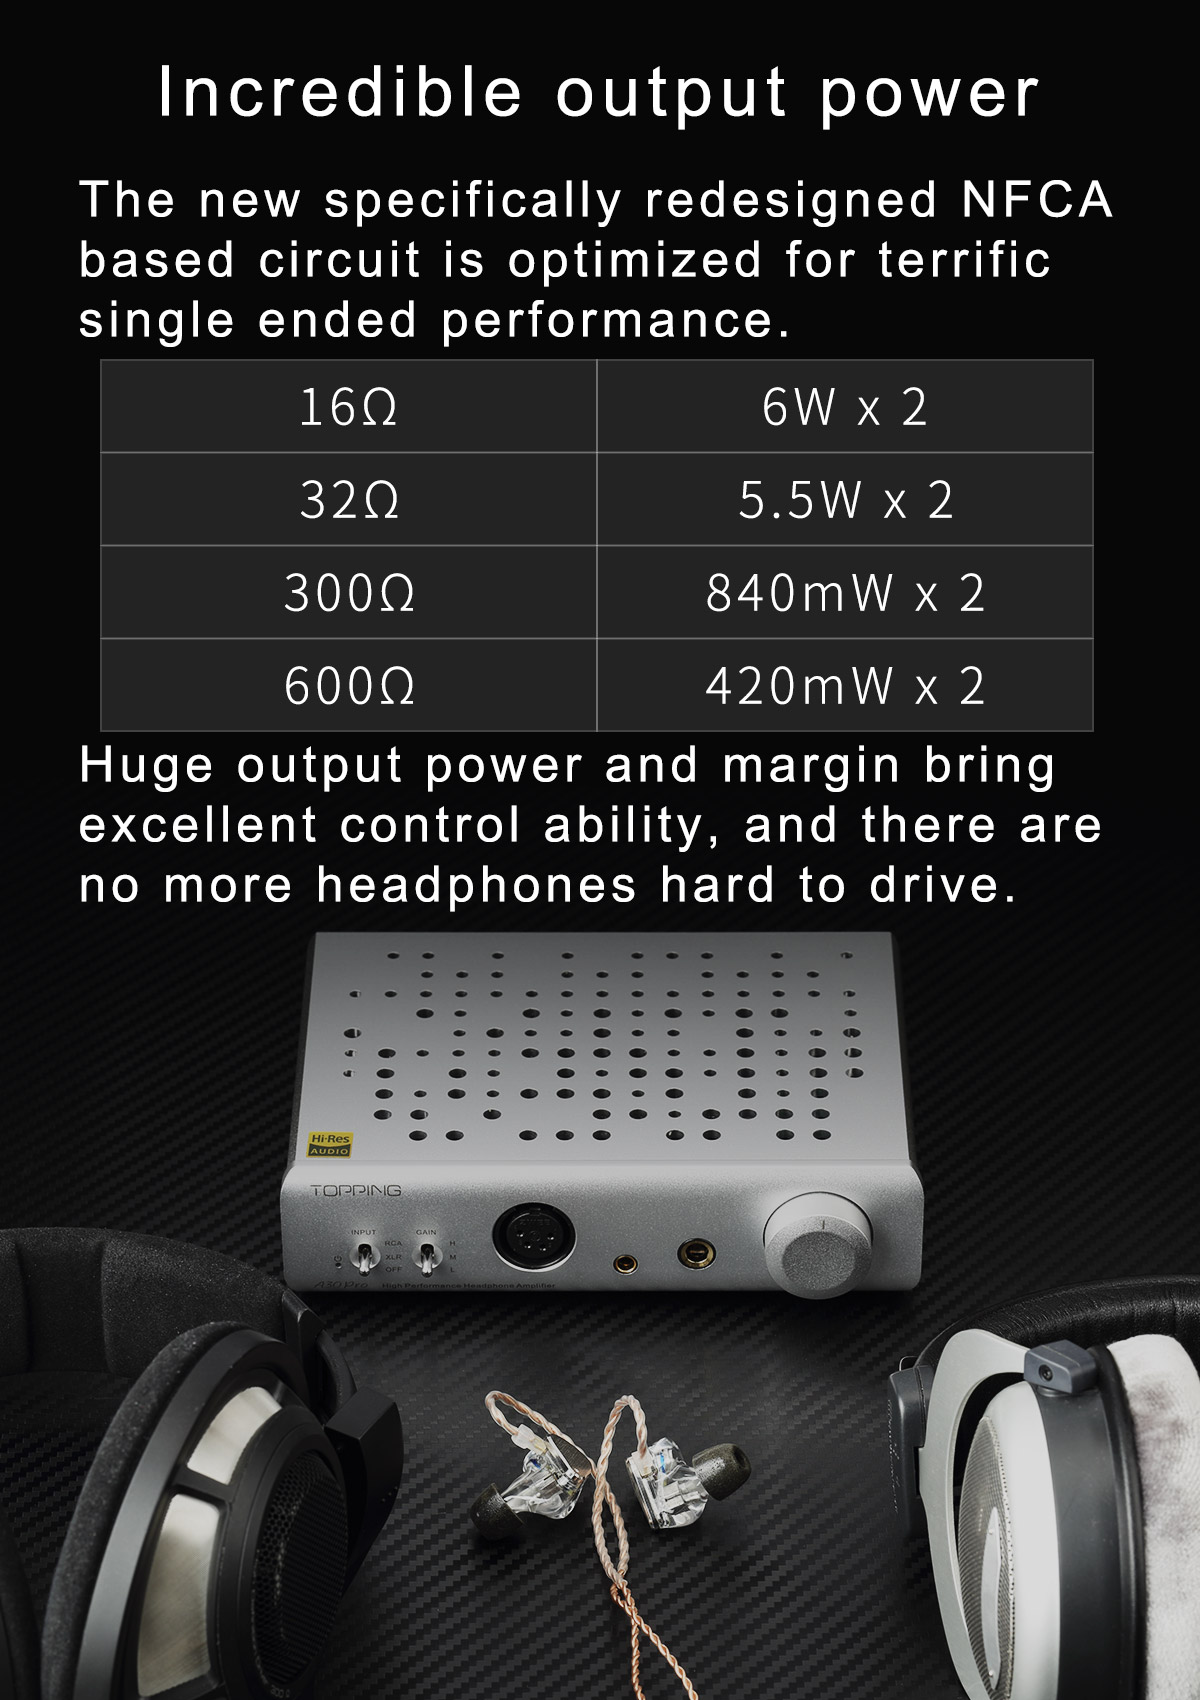 Incredible output power
The new specifically redesigned NFCA
based circuit is optimized for terrific
single ended performance.
16Ω 6W x 2
32Ω 5.5W x 2
300Ω 840mW x 2
600Ω 420mW x 2
Huge output power and margin bring
excellent control ability, and there are
no more headphones hard to drive.
Hi-Res
AUDIO
TOPPING
INPUT GAIN
RCA H
XLR M
OFF L
A30 Pro High Performance Headphone Amplifier